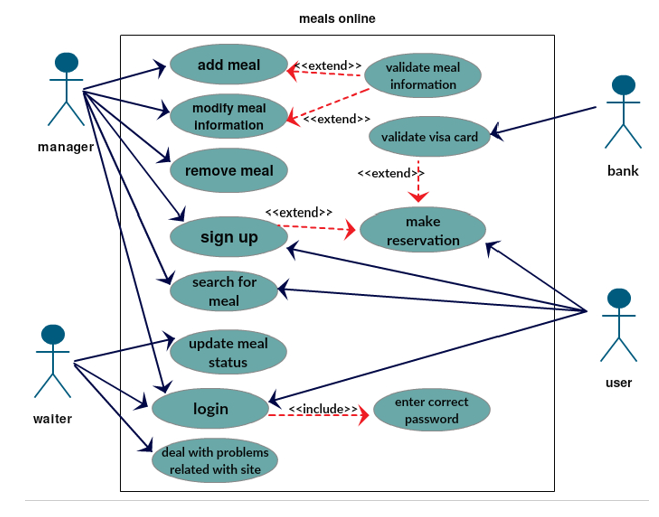 meals online
add meal
<<extend>>
validate meal
information
modify meal
information
<<extend>>
manager
validate visa card
remove meal
<<extend>>
bank
<<extend>>
sign up
make
reservation
search for
meal
update meal
status
user
waiter
login
<<include>>
enter correct
password
deal with problems
related with site